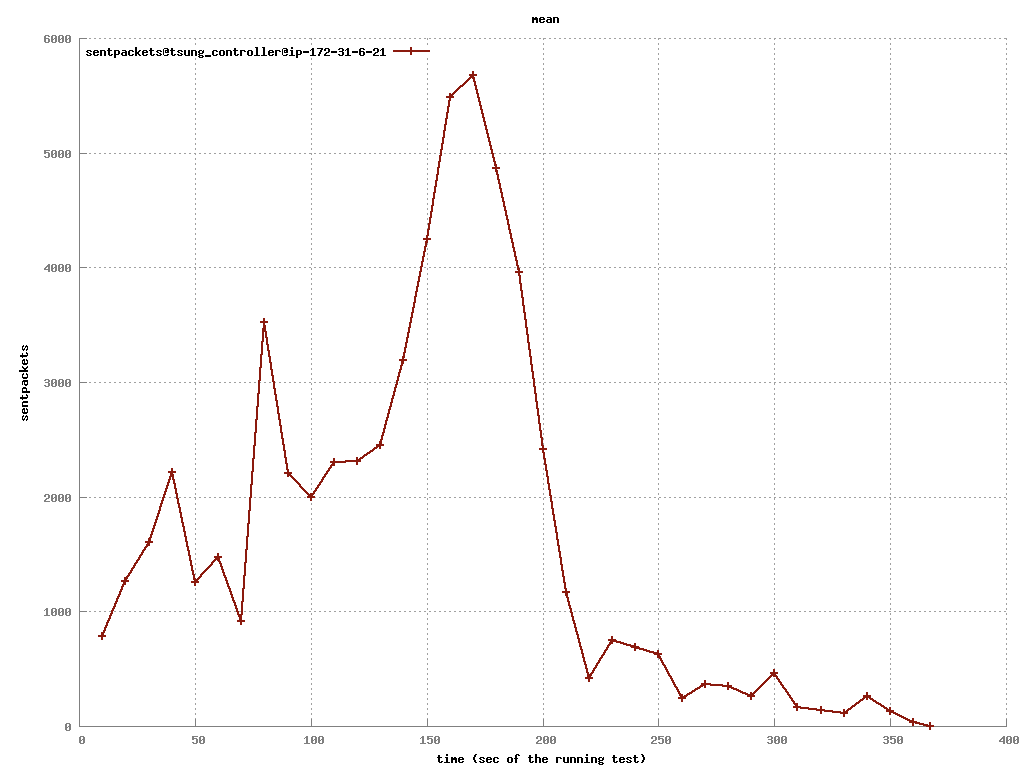 mean
6000
sentpackets@tsung_controller@ip-172-31-6-21
5000
4000
sentpackets
3000
2000
1000
0
0 50 100 150 200 250 300 350 400
time (sec of the running test)